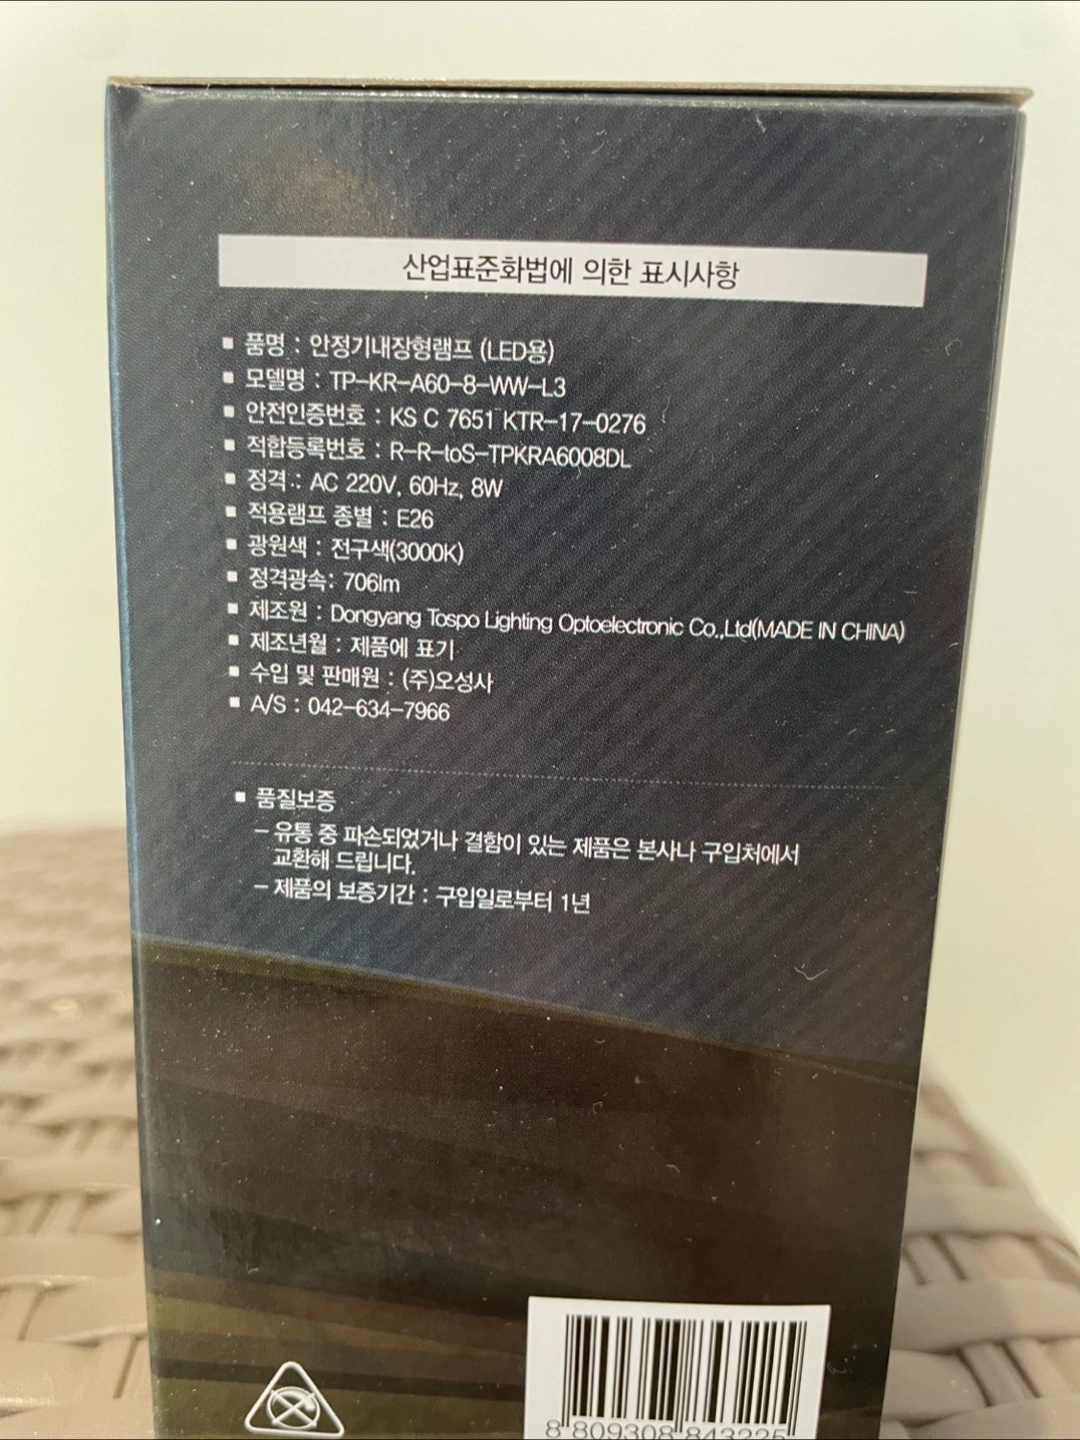 산업표준화법에 의한 표시사항
▪ 품명 : 안정기내장형램프 (LED용)
▪ 모델명 : TP-KR-A60-8-WW-L3
▪ 안전인증번호 : KS C 7651 KTR-17-0276
▪ 적합등록번호 : R-R-toS-TPKRA6008DL
▪ 정격 : AC 220V, 60Hz, 8W
▪ 적용램프 종별 : E26
▪ 광원색 : 전구색(3000K)
▪ 정격광속: 706lm
▪ 제조원 : Dongyang Tospo Lighting Optoelectronic Co.,Ltd(MADE IN CHINA)
▪ 제조년월 : 제품에 표기
▪ 수입 및 판매원 : (주)오성사
▪ A/S : 042-634-7966
▪ 품질보증
- 유통 중 파손되었거나 결함이 있는 제품은 본사나 구입처에서
교환해 드립니다.
- 제품의 보증기간 : 구입일로부터 1년
8 809308 843225